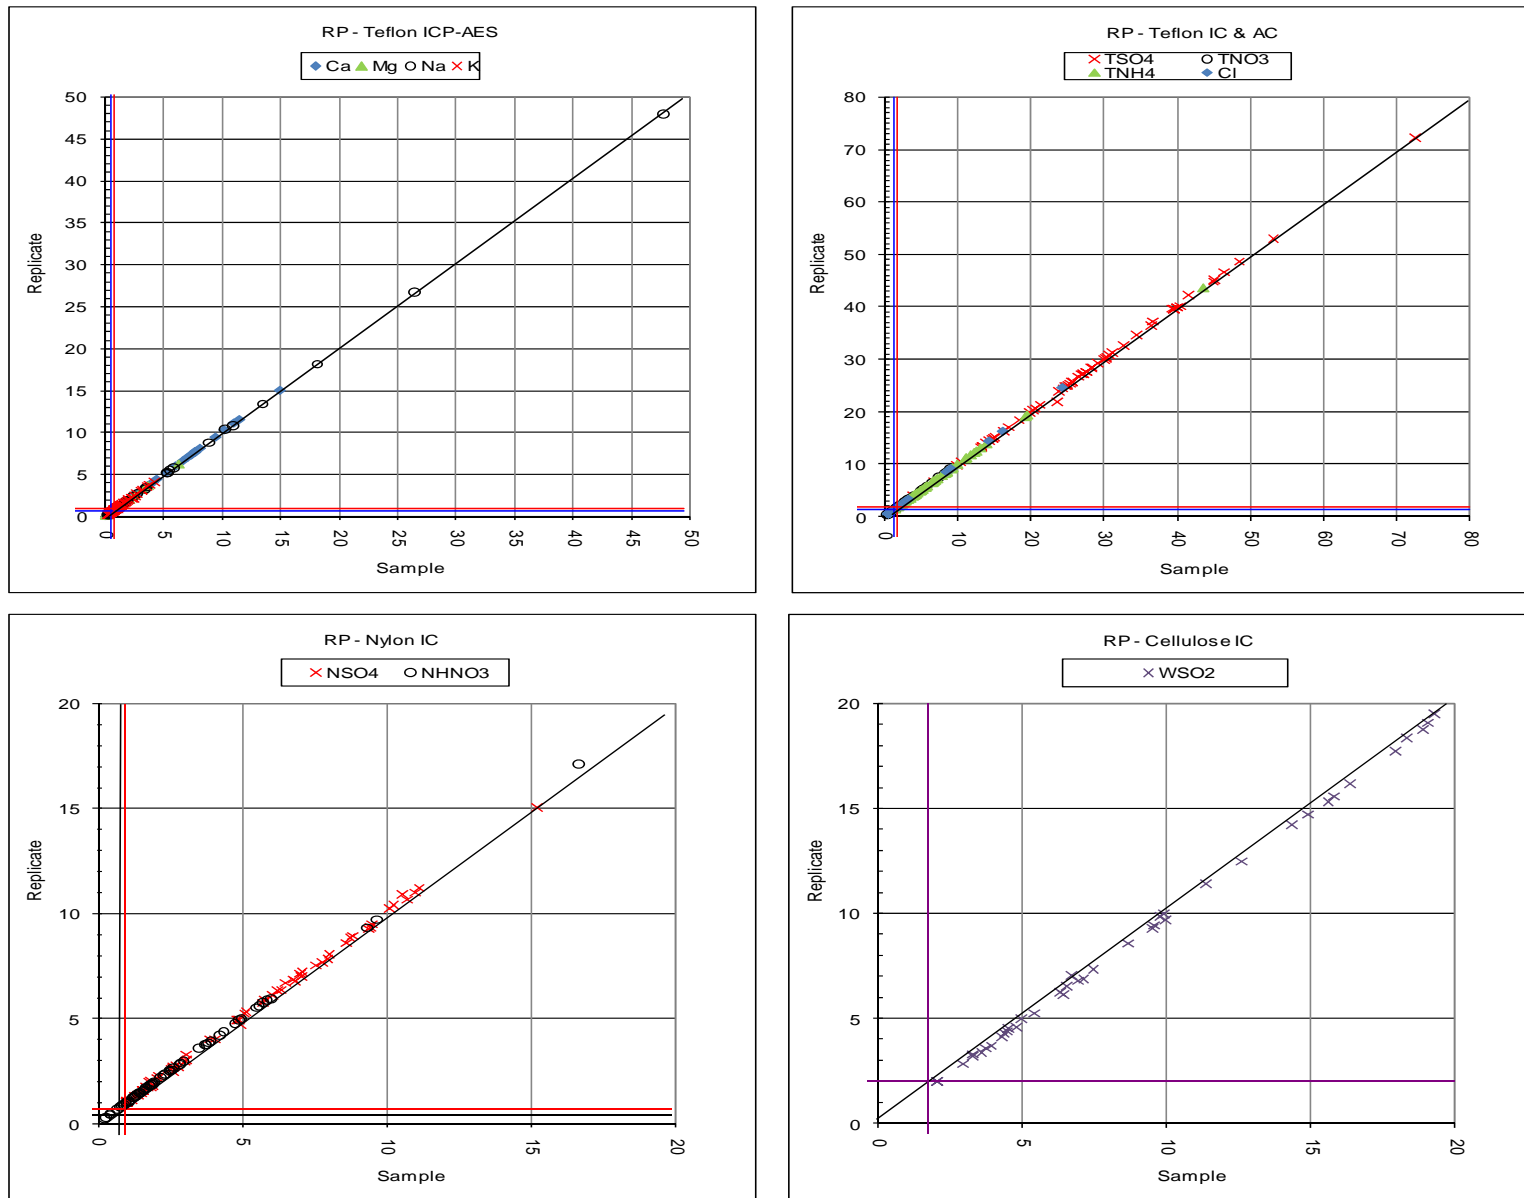 RP - Teflon ICP-AES
Ca Mg Na K
50
45
40
35
30
25
20
15
10
5
0
Replicate
0 5 10 15 20 25 30 35 40 45 50
Sample
RP - Teflon IC & AC
TSO4 TNO3
TNH4 Cl
80
70
60
50
40
30
20
10
0
Replicate
0 10 20 30 40 50 60 70 80
Sample
RP - Nylon IC
NSO4 NHNO3
20
15
10
5
0
Replicate
0 5 10 15 20
Sample
RP - Cellulose IC
WSO2
20
15
10
5
0
Replicate
0 5 10 15 20
Sample